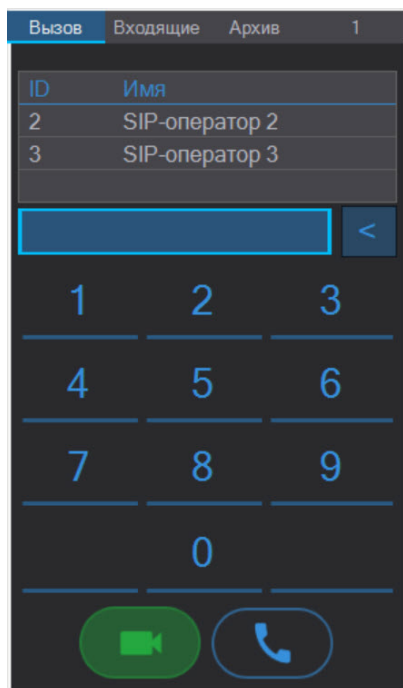 Вызов Входящие Архив 1
ID Имя
2 SIP-оператор 2
3 SIP-оператор 3
<
1 2 3
4 5 6
7 8 9
0